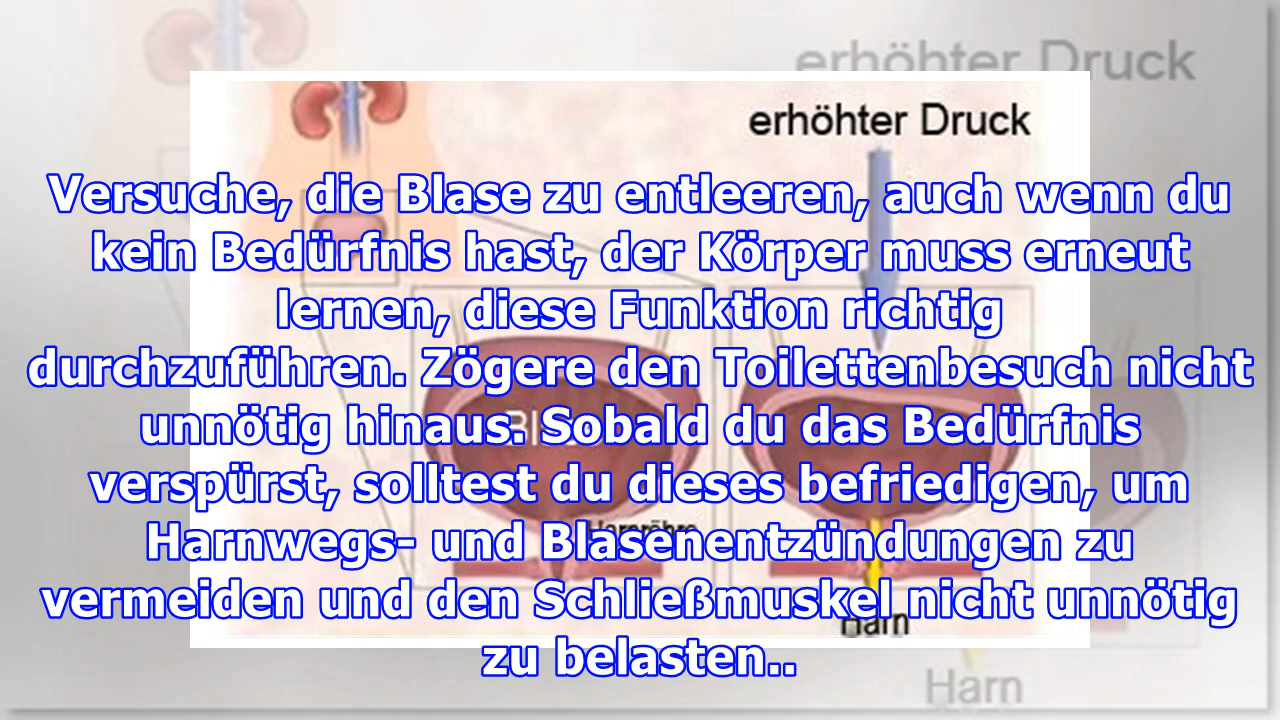 erhöhter Druck
erhöhter Druck
Versuche, die Blase zu entleeren, auch wenn du
kein Bedürfnis hast, der Körper muss erneut
lernen, diese Funktion richtig
durchzuführen. Zögere den Toilettenbesuch nicht
unnötig hinaus. Sobald du das Bedürfnis
verspürst, solltest du dieses befriedigen, um
Harnwegs- und Blasenentzündungen zu
vermeiden und den Schließmuskel nicht unnötig
zu belasten..
Harnröhre
Harn
Harn